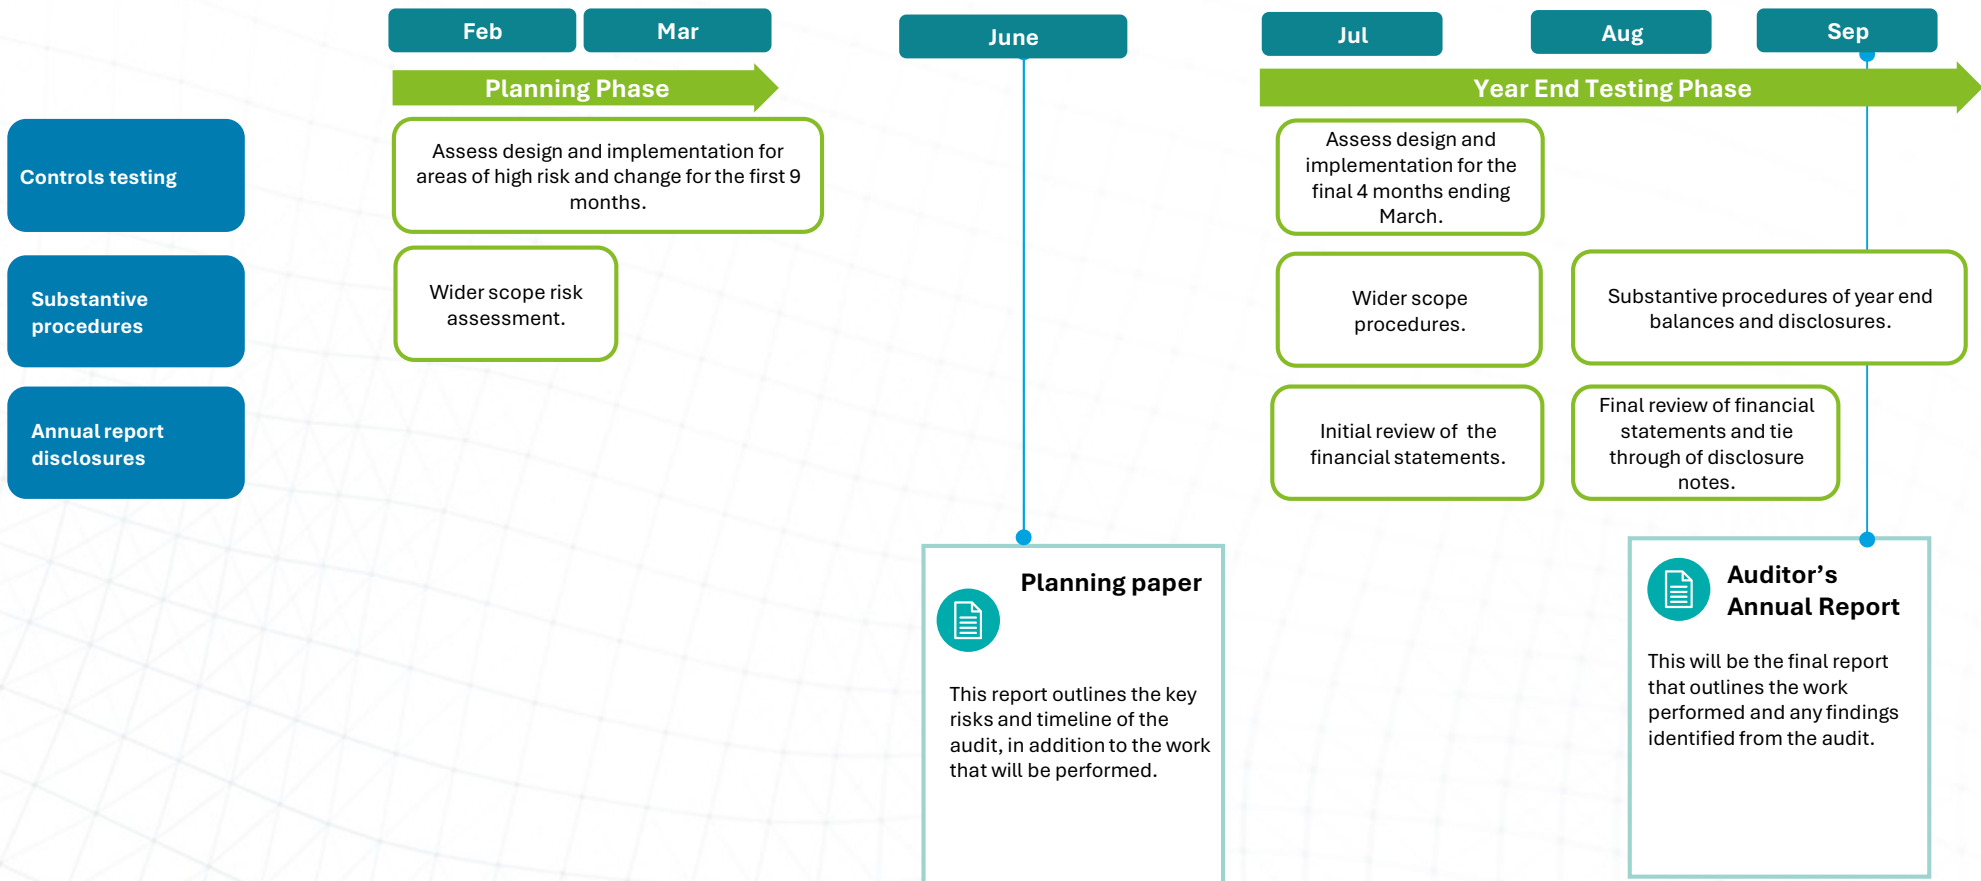 Feb
Mar
June
Jul
Aug
Sep
Planning Phase
Year End Testing Phase
Controls testing
Assess design and implementation for
areas of high risk and change for the first 9
months.
Assess design and
implementation for the
final 4 months ending
March.
Substantive
procedures
Wider scope risk
assessment.
Wider scope
procedures.
Substantive procedures of year end
balances and disclosures.
Annual report
disclosures
Initial review of the
financial statements.
Final review of financial
statements and tie
through of disclosure
notes.
Planning paper
This report outlines the key
risks and timeline of the
audit, in addition to the work
that will be performed.
Auditor’s
Annual Report
This will be the final report
that outlines the work
performed and any findings
identified from the audit.